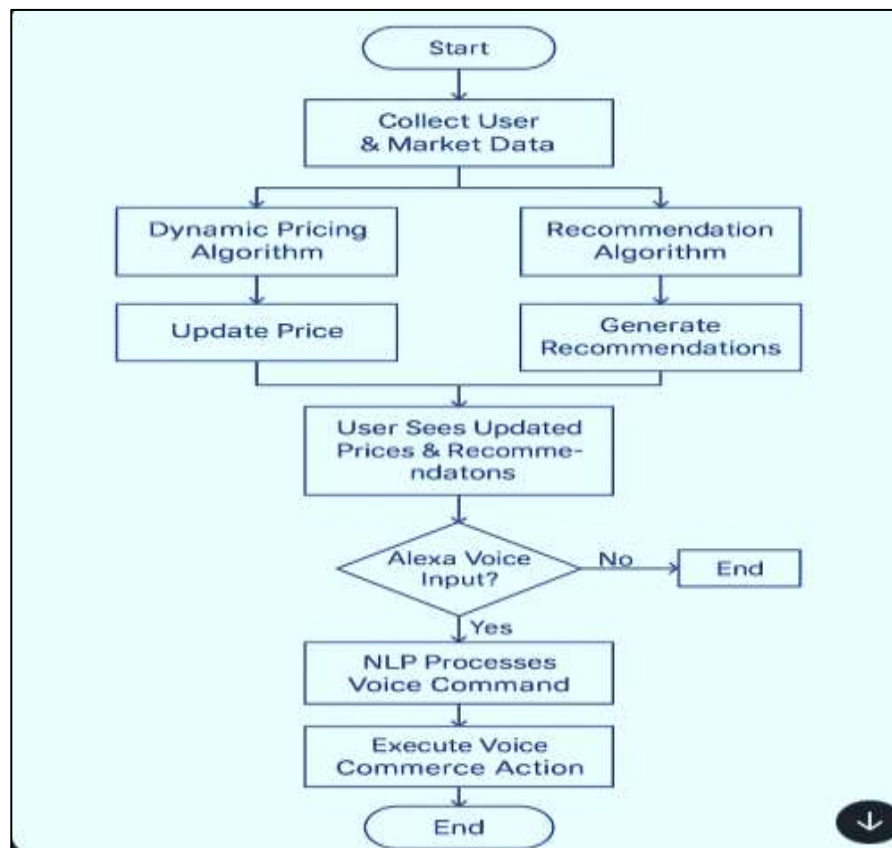 Start
Collect User
& Market Data
Dynamic Pricing
Algorithm
Recommendation
Algorithm
Update Price
Generate
Recommendations
User Sees Updated
Prices & Recomme-
ndatons
Alexa Voice
Input?
No
End
Yes
NLP Processes
Voice Command
Execute Voice
Commerce Action
End